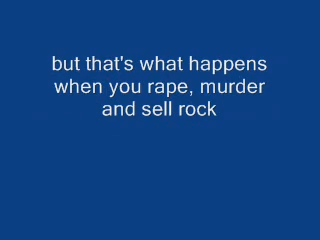 but that's what happens
when you rape, murder
and sell rock